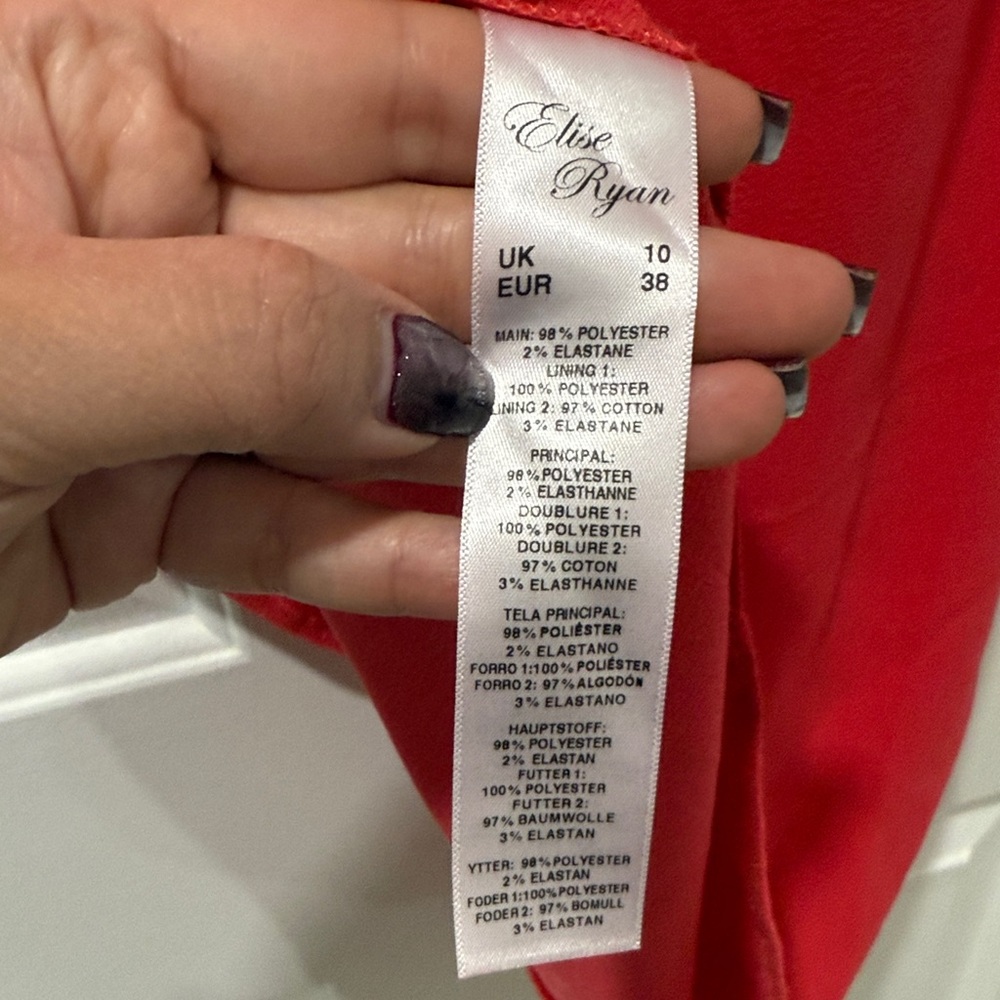 Elise
Ryan
UK 10
EUR 38
MAIN: 98% POLYESTER
2% ELASTANE
LINING 1:
100% POLYESTER
LINING 2: 97% COTTON
3% ELASTANE
PRINCIPAL:
98% POLYESTER
2% ELASTHANNE
DOUBLURE 1:
100% POLYESTER
DOUBLURE 2:
97% COTON
3% ELASTHANNE
TELA PRINCIPAL:
98% POLIÉSTER
2% ELASTANO
FORRO 1:100% POLIÉSTER
FORRO 2: 97% ALGODÓN
3% ELASTANO
HAUPTSTOFF:
98% POLYESTER
2% ELASTAN
FUTTER 1:
100% POLYESTER
FUTTER 2:
97% BAUMWOLLE
3% ELASTAN
YTTER: 98% POLYESTER
2% ELASTAN
FODER 1:100% POLYESTER
FODER 2: 97% BOMULL
3% ELASTAN